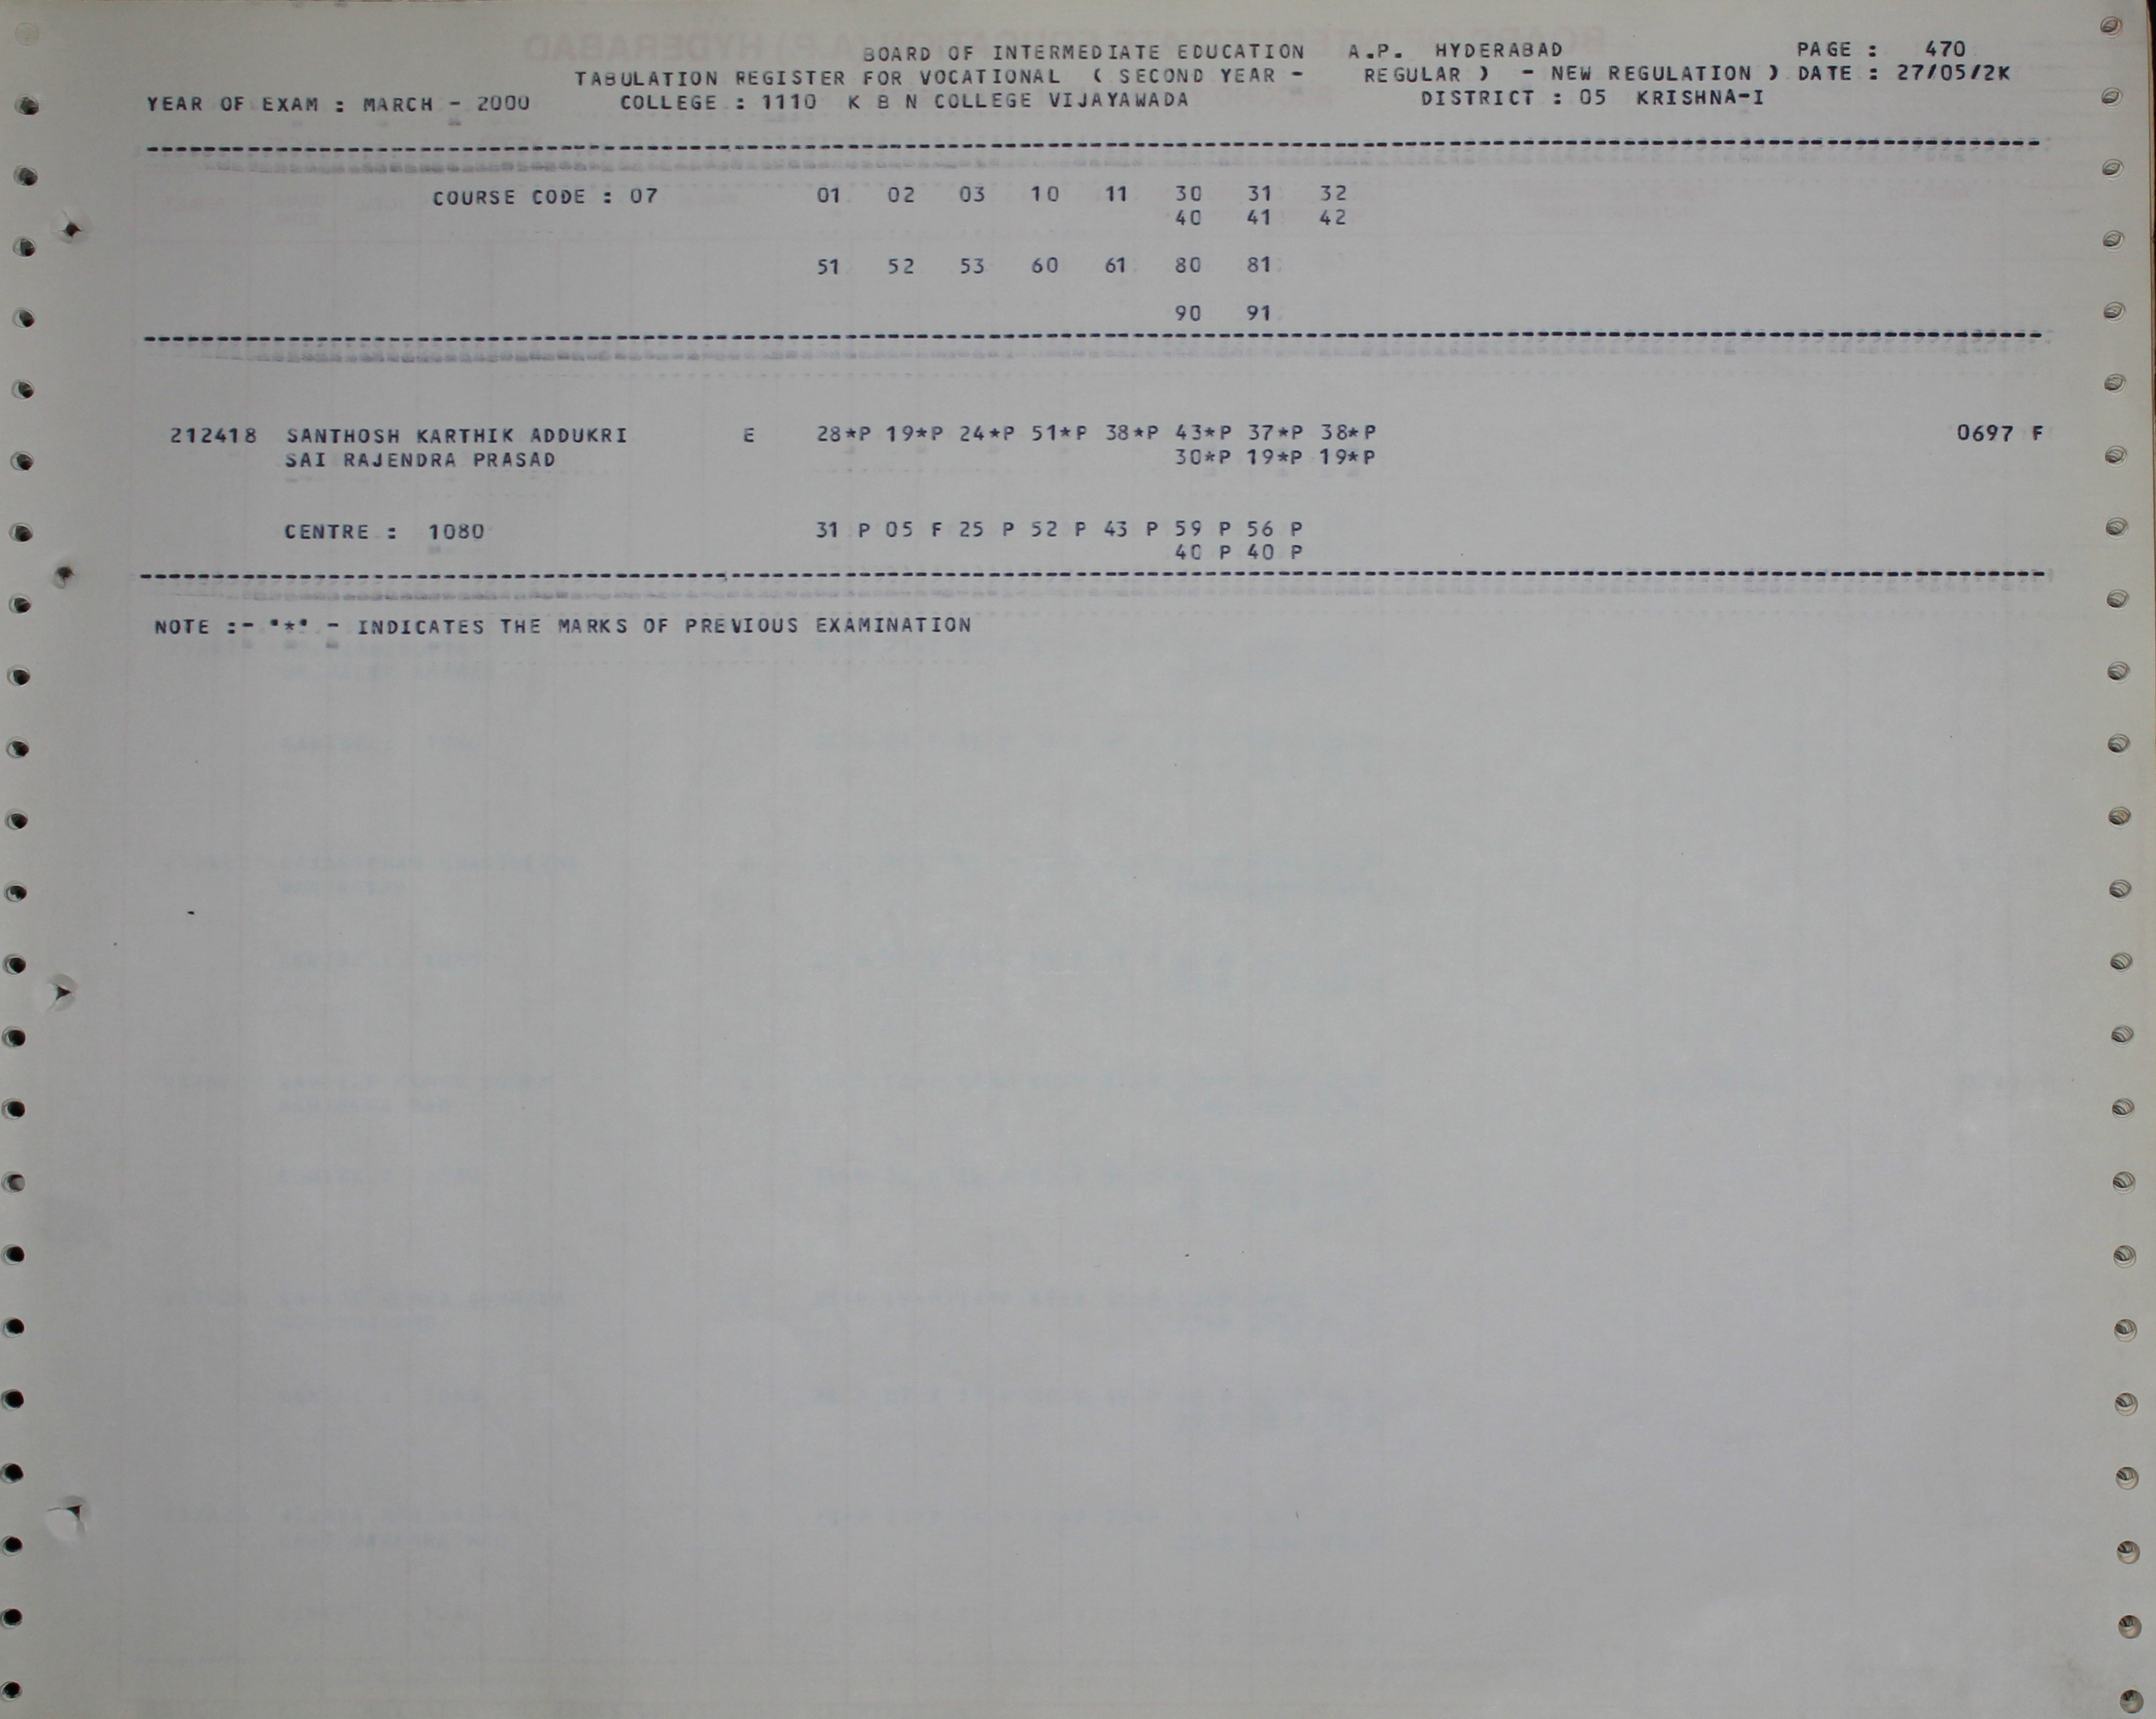 BOARD OF INTERMEDIATE EDUCATION A.P. HYDERABAD PAGE : 470
TABULATION REGISTER FOR VOCATIONAL ( SECOND YEAR - REGULAR ) - NEW REGULATION ) DATE : 27/05/2K
YEAR OF EXAM : MARCH - 2000 COLLEGE : 1110 K B N COLLEGE VIJAYAWADA DISTRICT : 05 KRISHNA-I
COURSE CODE : 07 01 02 03 10 11 30 31 32
40 41 42
51 52 53 60 61 80 81
90 91
212418 SANTHOSH KARTHIK ADDUKRI E 28*P 19*P 24*P 51*P 38*P 43*P 37*P 38*P 0697 F
SAI RAJENDRA PRASAD 30*P 19*P 19*P
CENTRE : 1080 31 P 05 F 25 P 52 P 43 P 59 P 56 P
40 P 40 P
NOTE :- '*' - INDICATES THE MARKS OF PREVIOUS EXAMINATION